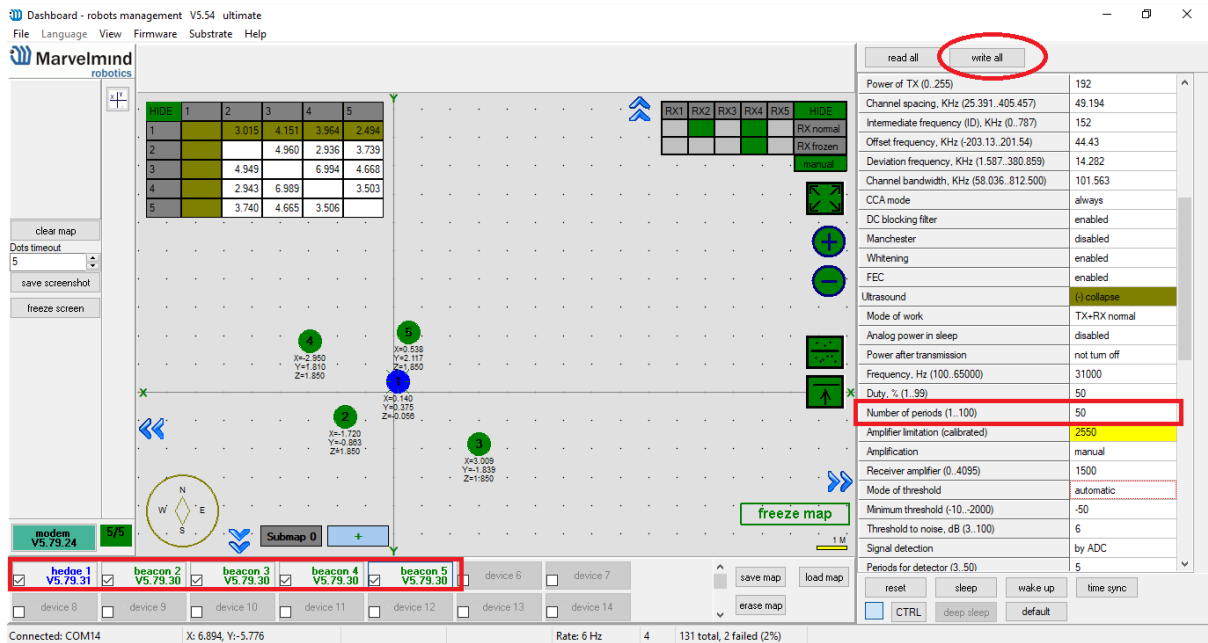 Dashboard - robots management V5.54 ultimate
File Language View Firmware Substrate Help
Marvelmind
robotics
clear map
Dots timeout
5
save screenshot
freeze screen
modem
V5.79.24
5/5
HIDE 1 2 3 4 5
1 3.015 4.151 3.964 2.494
2 4.960 2.936 3.739
3 4.949 6.994 4.668
4 2.943 6.989 3.503
5 3.740 4.665 3.506
RX1 RX2 RX3 RX4 RX5 HIDE
RX normal
RX frozen
manual
Y
X
X
Y
4
X=-2.950
Y=1.810
Z=1.850
5
X=0.538
Y=2.117
Z=1.850
1
X=0.140
Y=0.375
Z=-0.056
2
X=-1.720
Y=-0.863
Z=1.850
3
X=3.009
Y=-1.839
Z=1.850
N
W E
S
Submap 0 +
freeze map
1 M
hedge 1
V5.79.31
beacon 2
V5.79.30
beacon 3
V5.79.30
beacon 4
V5.79.30
beacon 5
V5.79.30
device 6
device 7
device 8
device 9
device 10
device 11
device 12
device 13
device 14
save map
load map
erase map
read all
write all
Power of TX (0..255) 192
Channel spacing, KHz (25.391..405.457) 49.194
Intermediate frequency (ID), KHz (0..787) 152
Offset frequency, KHz (-203.13..201.54) 44.43
Deviation frequency, KHz (1.587..380.859) 14.282
Channel bandwidth, KHz (58.036..812.500) 101.563
CCA mode always
DC blocking filter enabled
Manchester disabled
Whitening enabled
FEC enabled
Ultrasound (-) collapse
Mode of work TX+RX normal
Analog power in sleep disabled
Power after transmission not turn off
Frequency, Hz (100..65000) 31000
Duty, % (1..99) 50
Number of periods (1..100) 50
Amplifier limitation (calibrated) 2550
Amplification manual
Receiver amplifier (0..4095) 1500
Mode of threshold automatic
Minimum threshold (-10..-2000) -50
Threshold to noise, dB (3..100) 6
Signal detection by ADC
Periods for detector (3..50) 5
reset sleep wake up time sync
CTRL deep sleep default
Connected: COM14 X: 6.894, Y:-5.776 Rate: 6 Hz 4 131 total, 2 failed (2%)